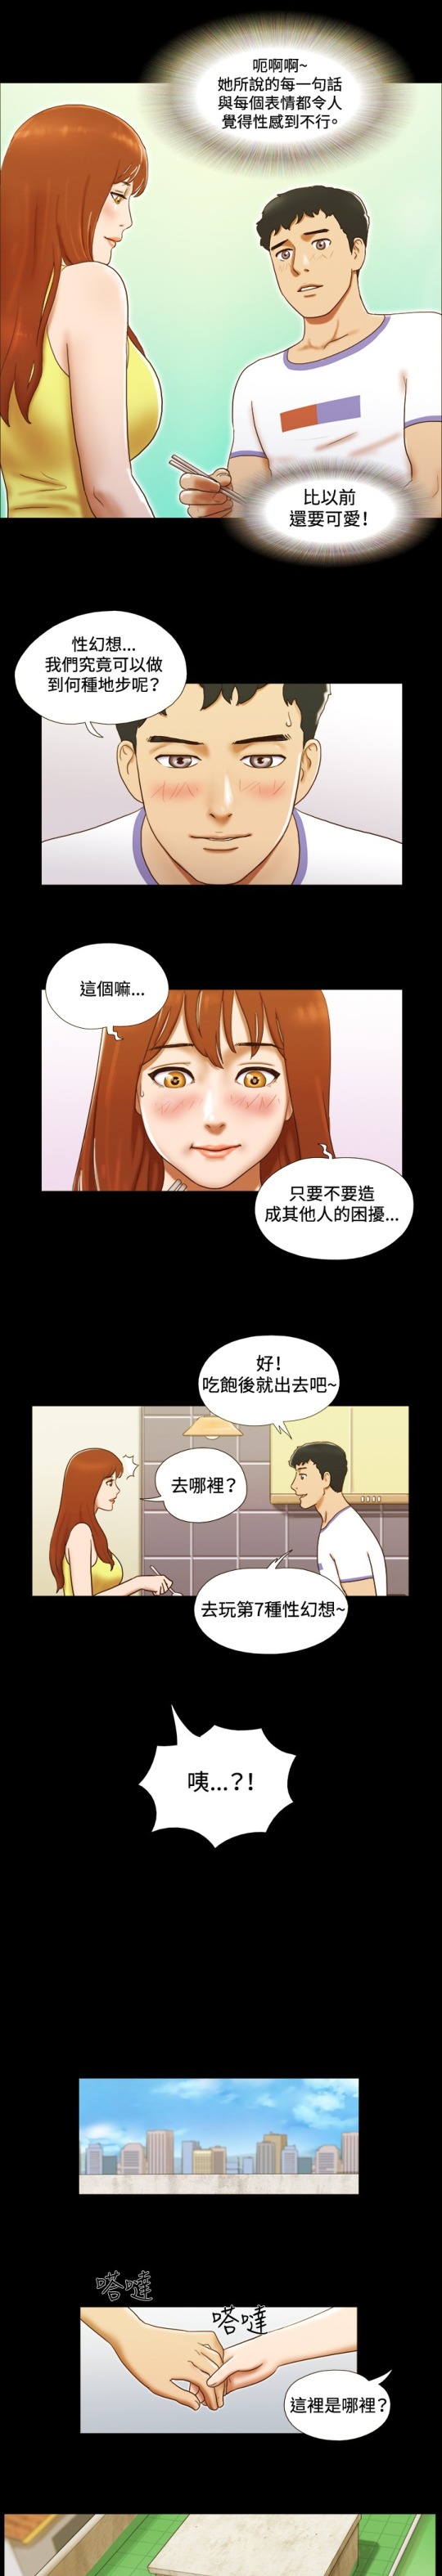 呃啊啊~
她所說的每一句話
與每個表情都令人
覺得性感到不行。
比以前
還要可愛!
性幻想...
我們究竟可以做
到何種地步呢?
這個嘛...
只要不要造
成其他人的困擾...
好!
吃飽後就出去吧~
去哪裡?
去玩第7種性幻想~
咦...?!
嗒噠
嗒噠
這裡是哪裡?